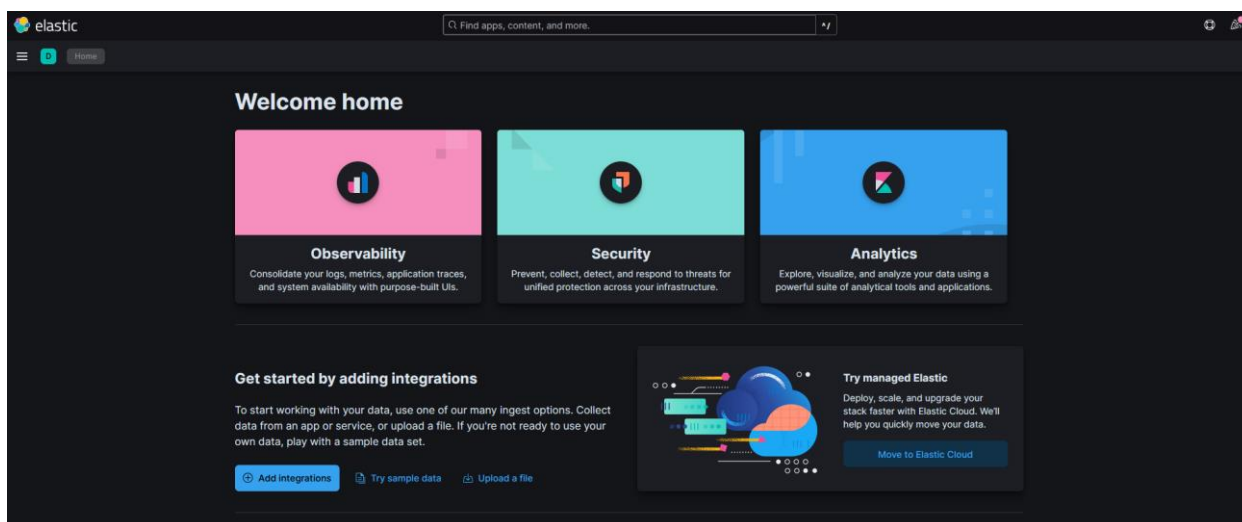 elastic
Find apps, content, and more.
^/
D
Home
Welcome home
Observability
Consolidate your logs, metrics, application traces,
and system availability with purpose-built UIs.
Security
Prevent, collect, detect, and respond to threats for
unified protection across your infrastructure.
Analytics
Explore, visualize, and analyze your data using a
powerful suite of analytical tools and applications.
Get started by adding integrations
To start working with your data, use one of our many ingest options. Collect
data from an app or service, or upload a file. If you're not ready to use your
own data, play with a sample data set.
Add integrations
Try sample data
Upload a file
Try managed Elastic
Deploy, scale, and upgrade your
stack faster with Elastic Cloud. We'll
help you quickly move your data.
Move to Elastic Cloud